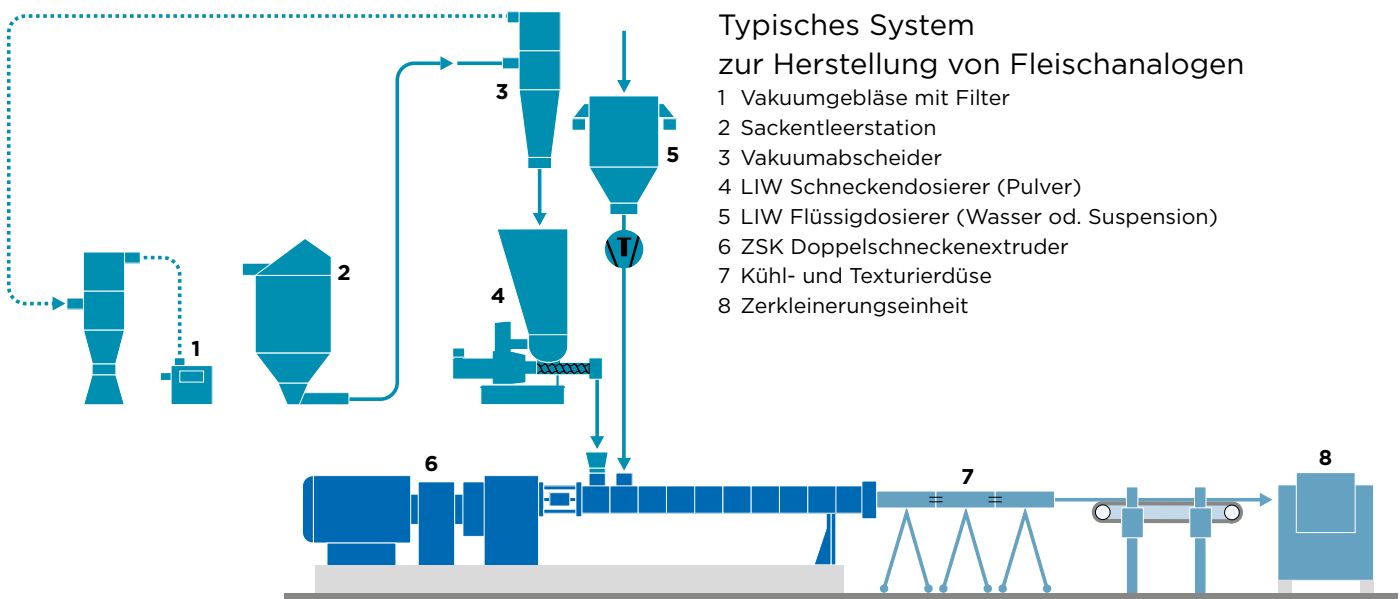 Typisches System
zur Herstellung von Fleischanalogen
1 Vakuumgebläse mit Filter
2 Sackentleerstation
3 Vakuumabscheider
4 LIW Schneckendosierer (Pulver)
5 LIW Flüssigdosierer (Wasser od. Suspension)
6 ZSK Doppelschneckenextruder
7 Kühl- und Texturierdüse
8 Zerkleinerungseinheit
3
5
2
4
1
T
6
7
8